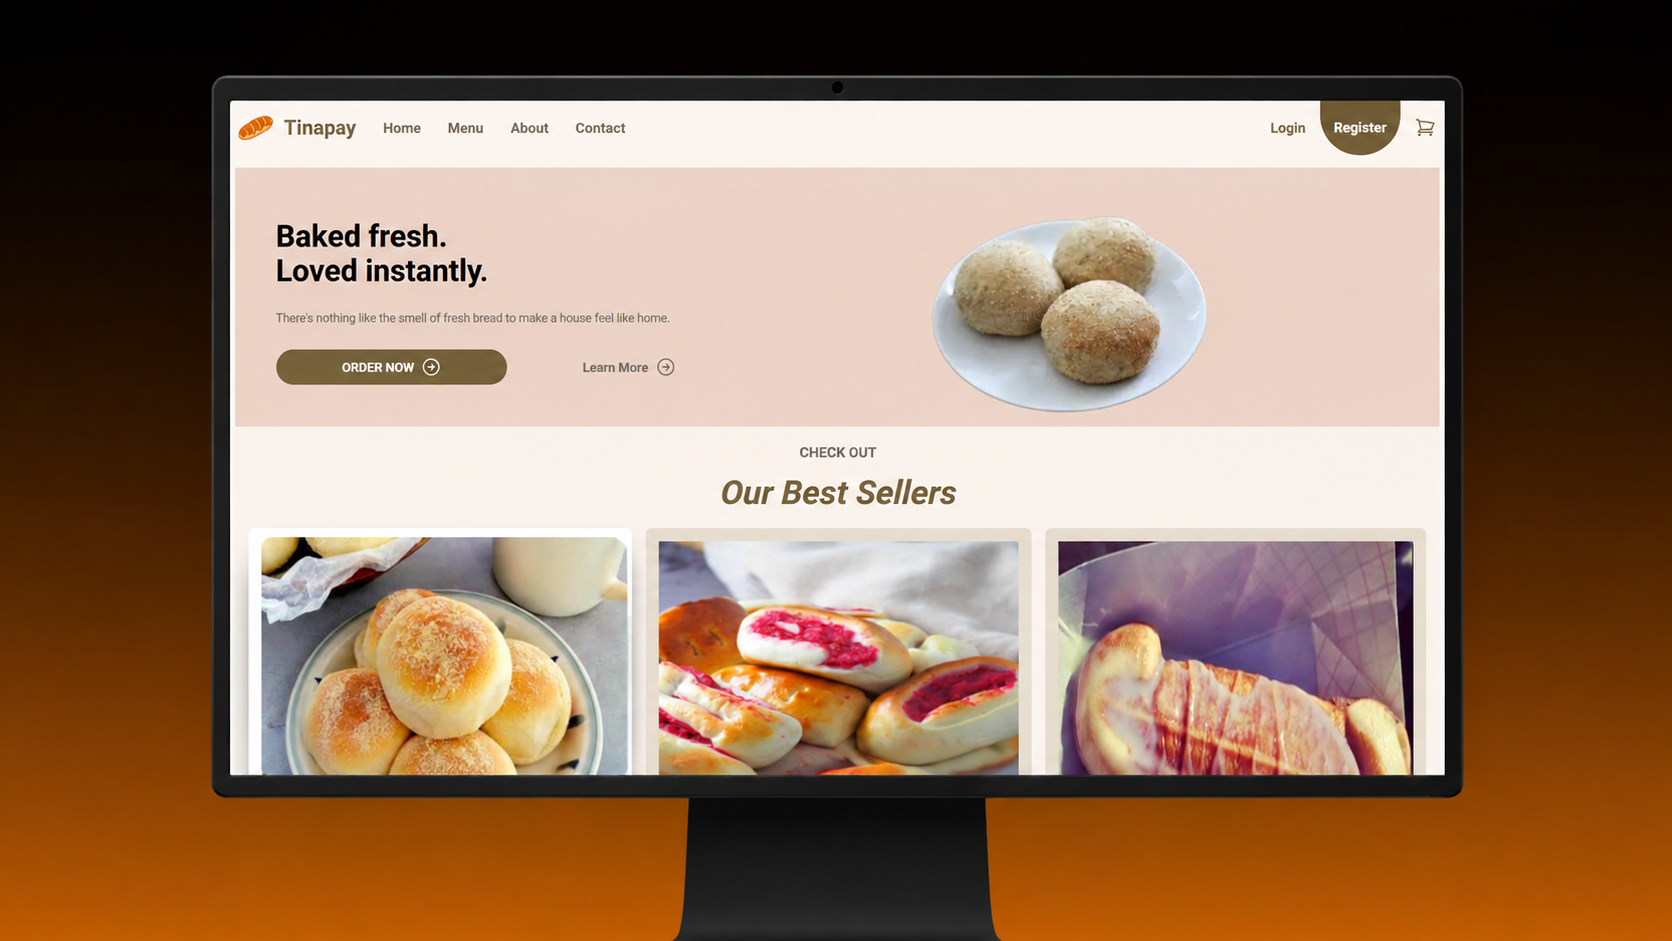 Tinapay
Home
Menu
About
Contact
Login
Register
Baked fresh.
Loved instantly.
There's nothing like the smell of fresh bread to make a house feel like home.
ORDER NOW
Learn More
CHECK OUT
Our Best Sellers